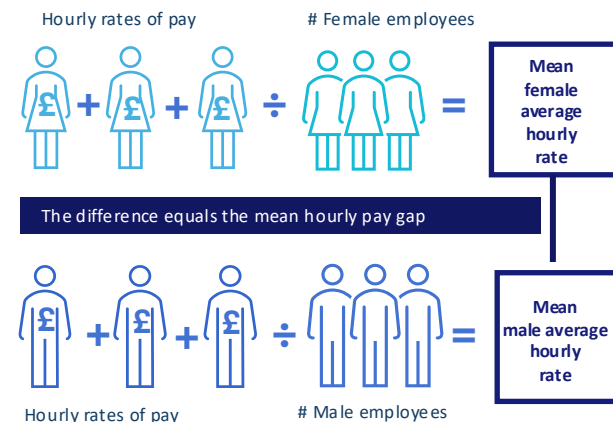 Hourly rates of pay
# Female employees
£ + £ + £ ÷ =
Mean
female
average
hourly
rate
The difference equals the mean hourly pay gap
£ + £ + £ ÷ =
Mean
male average
hourly
rate
Hourly rates of pay
# Male employees